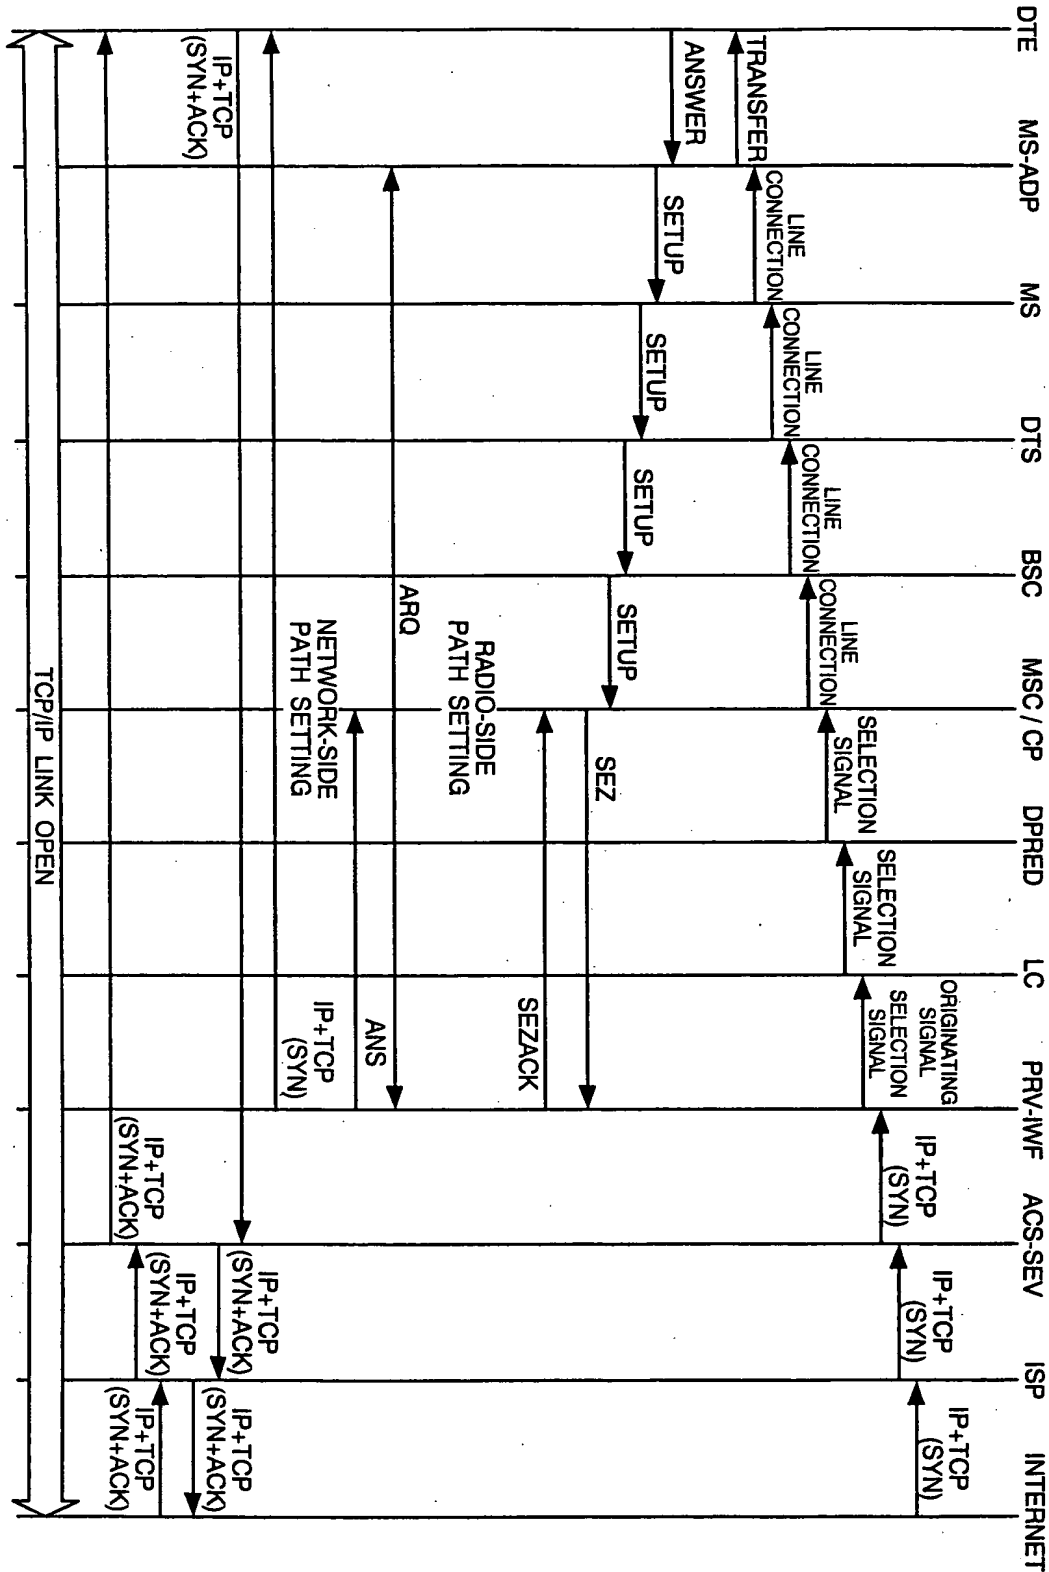 DTE
MS-ADP
MS
DTS
BSC
MSC / CP
DPRED
LC
PRV-IWF
ACS-SEV
ISP
INTERNET
IP+TCP
(SYN)
IP+TCP
(SYN)
IP+TCP
(SYN)
ORIGINATING
SIGNAL
SELECTION
SIGNAL
SELECTION
SIGNAL
SELECTION
SIGNAL
LINE
CONNECTION
LINE
CONNECTION
LINE
CONNECTION
LINE
CONNECTION
TRANSFER
ANSWER
SETUP
SETUP
SETUP
SETUP
SEZ
SEZACK
RADIO-SIDE
PATH SETTING
ARQ
ANS
NETWORK-SIDE
PATH SETTING
IP+TCP
(SYN)
IP+TCP
(SYN+ACK)
IP+TCP
(SYN+ACK)
IP+TCP
(SYN+ACK)
IP+TCP
(SYN+ACK)
IP+TCP
(SYN+ACK)
IP+TCP
(SYN+ACK)
TCP/IP LINK OPEN